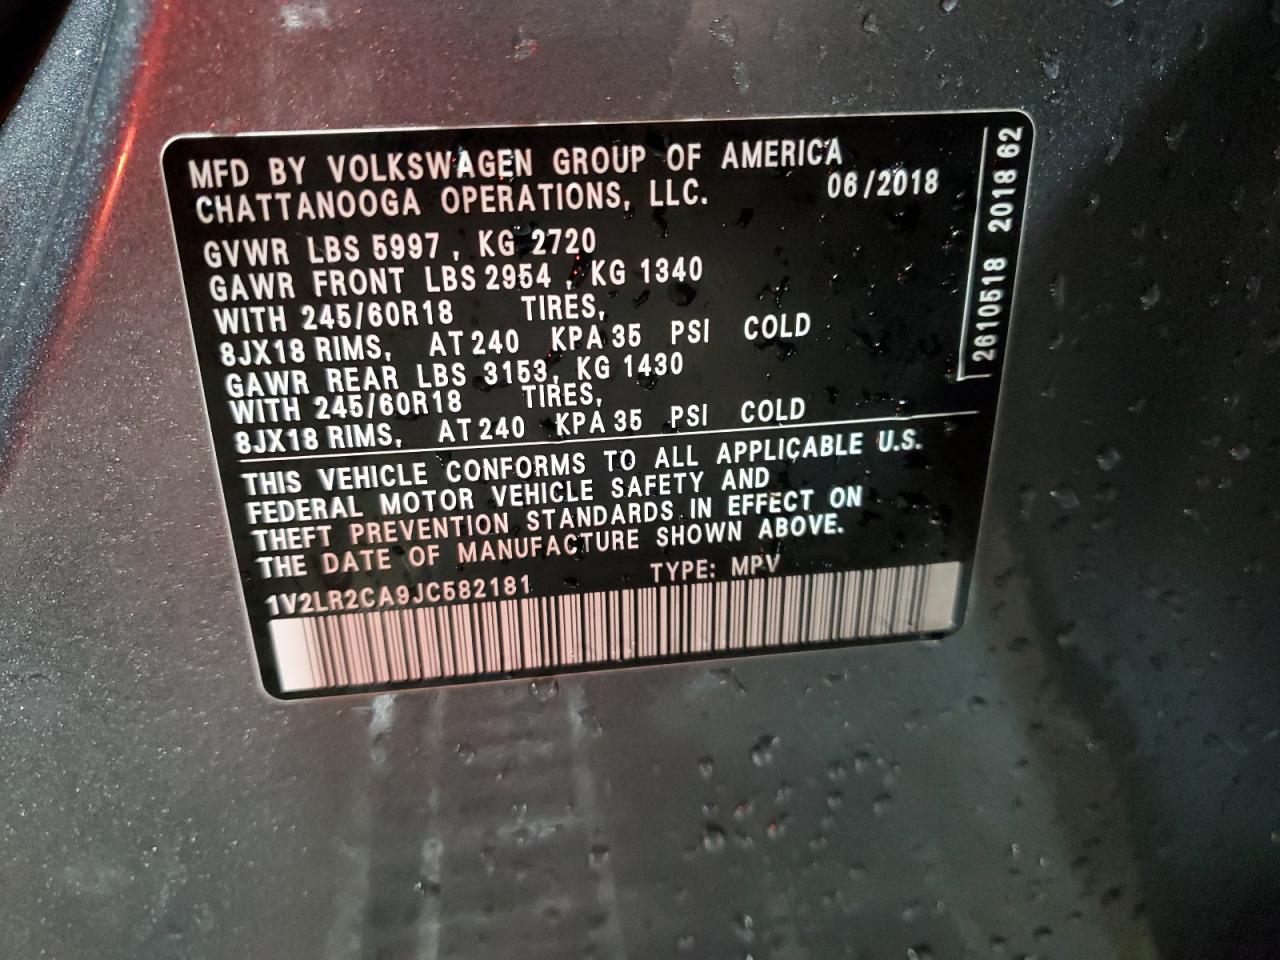 MFD BY VOLKSWAGEN GROUP OF AMERICA
CHATTANOOGA OPERATIONS, LLC. 06/2018
GVWR LBS 5997, KG 2720
GAWR FRONT LBS 2954, KG 1340
WITH 245/60R18 TIRES,
8JX18 RIMS, AT 240 KPA 35 PSI COLD
GAWR REAR LBS 3153, KG 1430
WITH 245/60R18 TIRES,
8JX18 RIMS, AT 240 KPA 35 PSI COLD
THIS VEHICLE CONFORMS TO ALL APPLICABLE U.S.
FEDERAL MOTOR VEHICLE SAFETY AND
THEFT PREVENTION STANDARDS IN EFFECT ON
THE DATE OF MANUFACTURE SHOWN ABOVE.
1V2LR2CA9JC582181 TYPE: MPV
2610518 2018 62